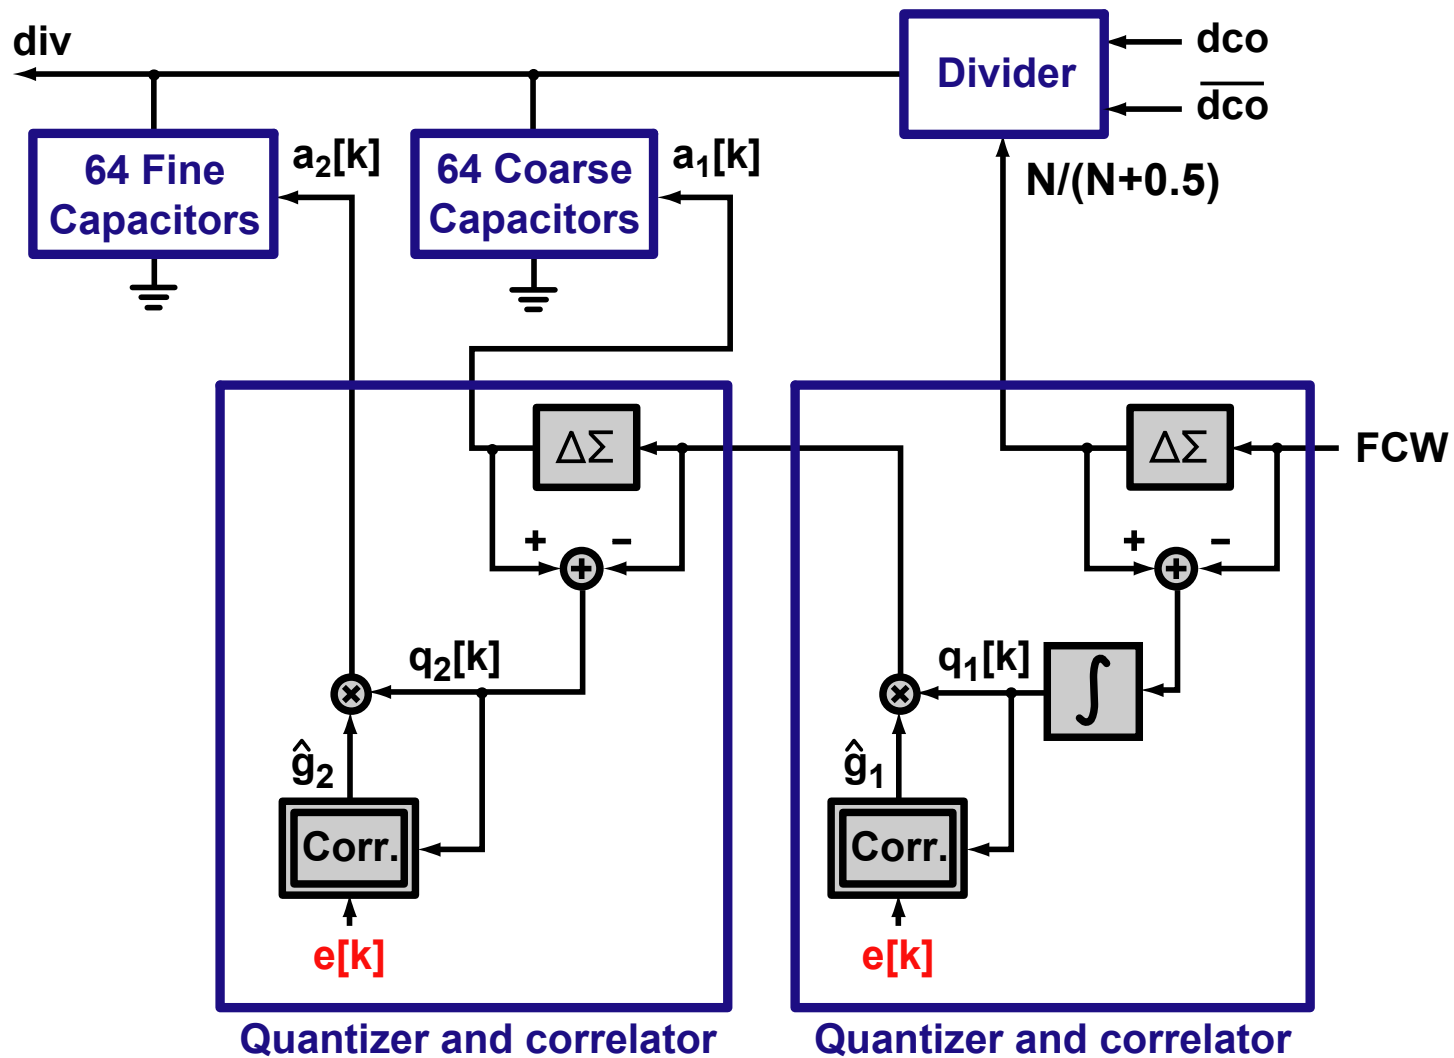 div
Divider
dco
d̅c̅o̅
64 Fine
Capacitors
a₂[k]
64 Coarse
Capacitors
a₁[k]
N/(N+0.5)
ΔΣ
ΔΣ
FCW
+
−
+
−
+
+
q₂[k]
q₁[k]
∫
×
×
ĝ₂
ĝ₁
Corr.
Corr.
e[k]
e[k]
Quantizer and correlator
Quantizer and correlator